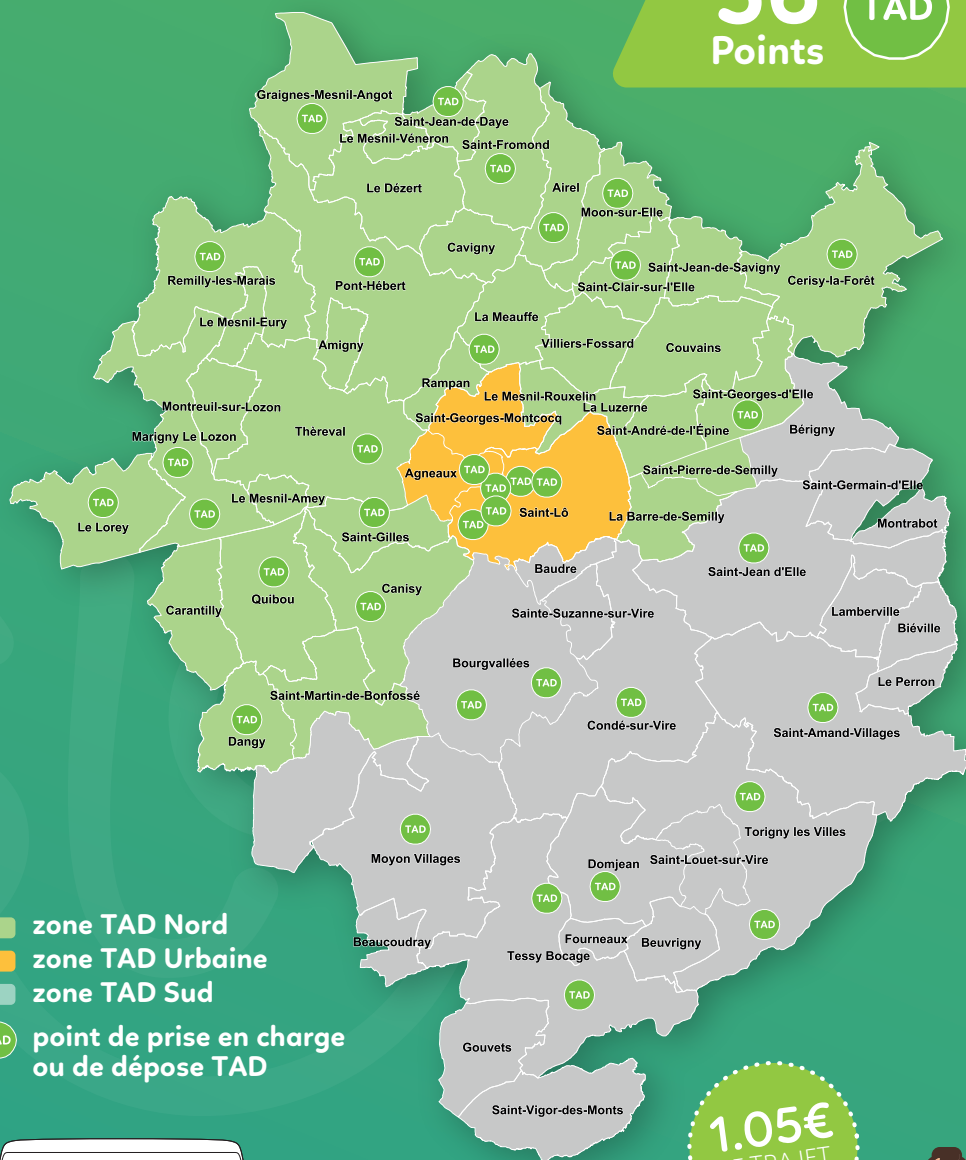 TAD
Points
Graignes-Mesnil-Angot
TAD
TAD
Saint-Jean-de-Daye
Le Mesnil-Véneron
Saint-Fromond
TAD
Le Dézert
Airel
TAD
Moon-sur-Elle
TAD
Cavigny
TAD
Remilly-les-Marais
TAD
Pont-Hébert
TAD
Saint-Jean-de-Savigny
Saint-Clair-sur-l'Elle
TAD
Cerisy-la-Forêt
Le Mesnil-Eury
Amigny
La Meauffe
TAD
Villiers-Fossard
Couvains
Rampan
Le Mesnil-Rouxelin
Saint-Georges-Montcocq
La Luzerne
Saint-Georges-d'Elle
TAD
Saint-André-de-l'Épine
Bérigny
Montreuil-sur-Lozon
Marigny Le Lozon
TAD
Thèreval
TAD
Agneaux
TAD
TAD
TAD
TAD
TAD
TAD
Saint-Lô
Saint-Pierre-de-Semilly
Saint-Germain-d'Elle
La Barre-de-Semilly
Montrabot
TAD
Le Lorey
TAD
Le Mesnil-Amey
TAD
Saint-Gilles
TAD
Saint-Jean d'Elle
Baudre
TAD
Quibou
Carantilly
Canisy
TAD
Sainte-Suzanne-sur-Vire
Lamberville
Biéville
Bourgvallées
TAD
TAD
Le Perron
Saint-Martin-de-Bonfossé
TAD
Dangy
TAD
Condé-sur-Vire
TAD
Saint-Amand-Villages
TAD
Torigny les Villes
TAD
Moyon Villages
Domjean
TAD
Saint-Louet-sur-Vire
TAD
TAD
Beaucoudray
Fourneaux
Beuvrigny
Tessy Bocage
TAD
Gouvets
Saint-Vigor-des-Monts
zone TAD Nord
zone TAD Urbaine
zone TAD Sud
point de prise en charge
ou de dépose TAD
1.05€